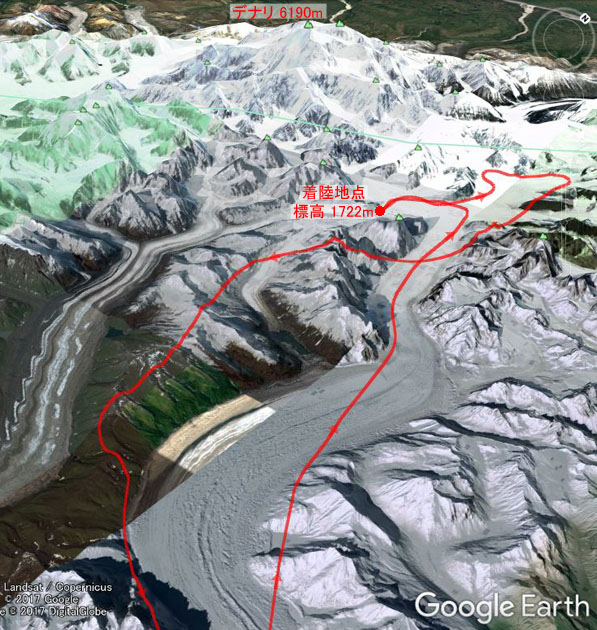 デナリ 6190m
着陸地点
標高 1722m
Landsat / Copernicus
© 2017 Google
© 2017 DigitalGlobe
Google Earth